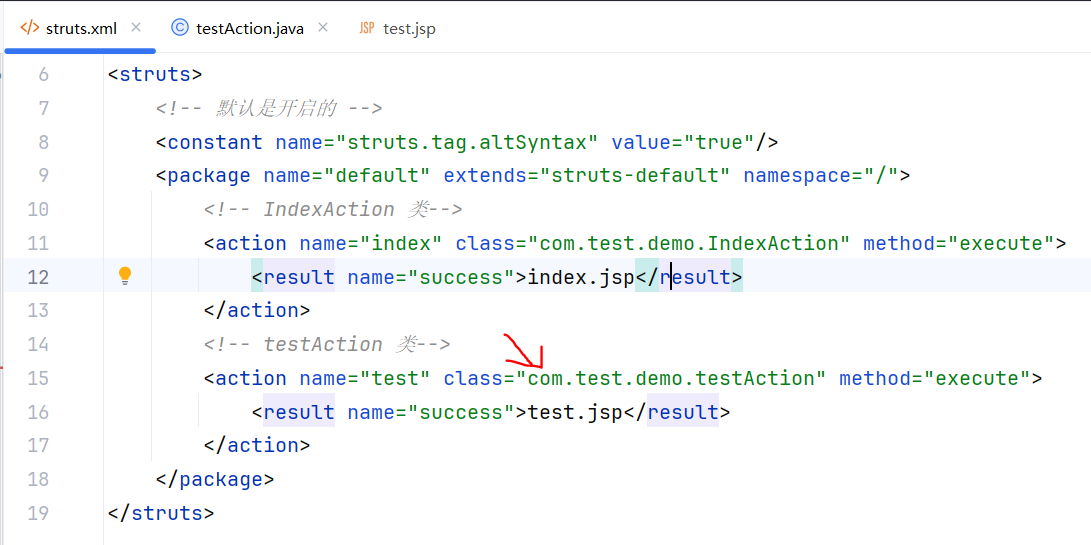 struts.xml × testAction.java × JSP test.jsp
6 <struts>
7 <!-- 默认是开启的 -->
8 <constant name="struts.tag.altSyntax" value="true"/>
9 <package name="default" extends="struts-default" namespace="/">
10 <!-- IndexAction 类-->
11 <action name="index" class="com.test.demo.IndexAction" method="execute">
12 <result name="success">index.jsp</result>
13 </action>
14 <!-- testAction 类-->
15 <action name="test" class="com.test.demo.testAction" method="execute">
16 <result name="success">test.jsp</result>
17 </action>
18 </package>
19 </struts>